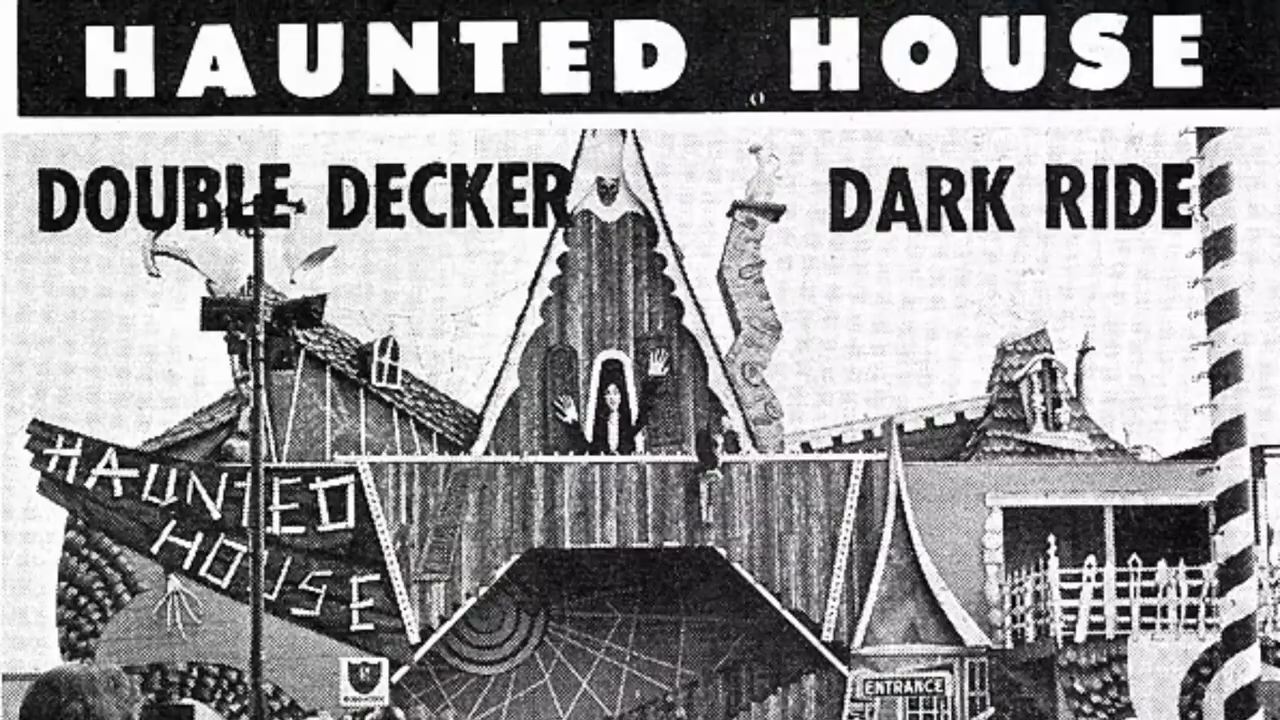 HAUNTED HOUSE
DOUBLE DECKER DARK RIDE
HAUNTED
HOUSE
ENTRANCE